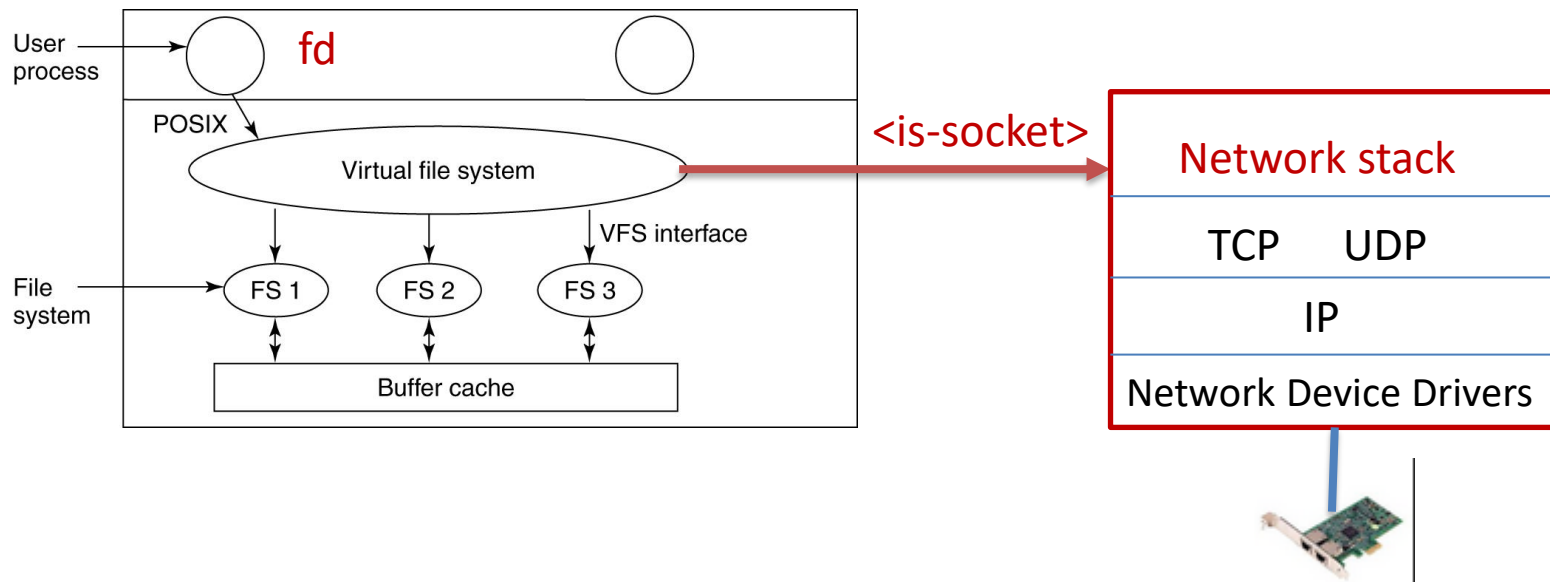 User
process
fd
POSIX
Virtual file system
<is-socket>
VFS interface
File
system
FS 1
FS 2
FS 3
Buffer cache
Network stack
TCP UDP
IP
Network Device Drivers